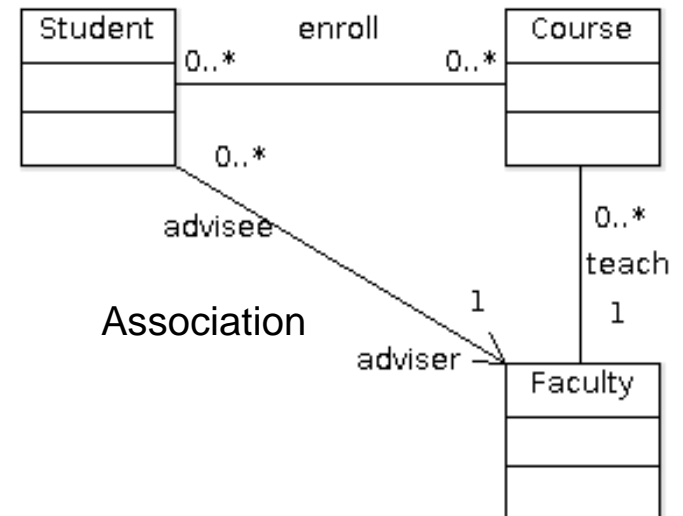 Student enroll Course
0..* 0..*
0..*
advisee
0..*
teach
1 1
Association
adviser
Faculty